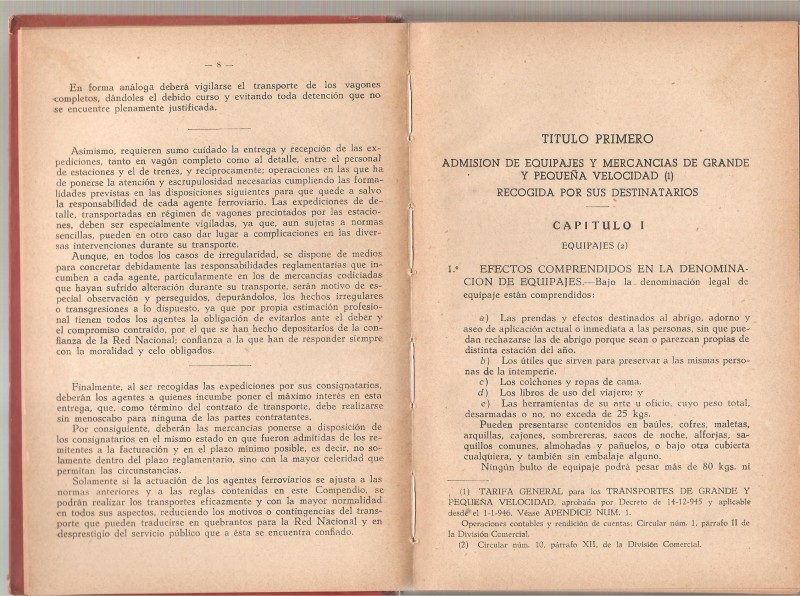 — 8 —
En forma análoga deberá vigilarse el transporte de los vagones
completos, dándoles el debido curso y evitando toda detención que no
se encuentre plenamente justificada.
Asimismo, requieren sumo cuidado la entrega y recepción de las ex-
pediciones, tanto en vagón completo como al detalle, entre el personal
de estaciones y el de trenes, y recíprocamente; operaciones en las que ha
de ponerse la atención y escrupulosidad necesarias cumpliendo las forma-
lidades previstas en las disposiciones siguientes para que quede a salvo
la responsabilidad de cada agente ferroviario. Las expediciones de de-
talle, transportadas en régimen de vagones precintados por las estacio-
nes, deben ser especialmente vigiladas, ya que, aun sujetas a normas
sencillas, pueden en otro caso dar lugar a complicaciones en las diver-
sas intervenciones durante su transporte.
Aunque, en todos los casos de irregularidad, se dispone de medios
para concretar debidamente las responsabilidades reglamentarias que in-
cumben a cada agente, particularmente en los de mercancías codiciadas
que hayan sufrido alteración durante su transporte, serán motivo de es-
pecial observación y perseguidos, depurándolos, los hechos irregulares
o transgresiones a lo dispuesto, ya que por propia estimación profesio-
nal tienen todos los agentes la obligación de evitarlos ante el deber y
el compromiso contraído, por el que se han hecho depositarios de la con-
fianza de la Red Nacional; confianza a la que han de responder siempre
con la moralidad y celo obligados.
Finalmente, al ser recogidas las expediciones por sus consignatarios,
deberán los agentes a quienes incumbe poner el máximo interés en esta
entrega, que, como término del contrato de transporte, debe realizarse
sin menoscabo para ninguna de las partes contratantes.
Por consiguiente, deberán las mercancías ponerse a disposición de
los consignatarios en el mismo estado en que fueron admitidas de los re-
mitentes a la facturación y en el plazo mínimo posible, es decir, no so-
lamente dentro del plazo reglamentario, sino con la mayor celeridad que
permitan las circunstancias.
Solamente si la actuación de los agentes ferroviarios se ajusta a las
normas anteriores y a las reglas contenidas en este Compendio, se
podrán realizar los transportes eficazmente y con la mayor normalidad
en todos sus aspectos, reduciendo los motivos o contingencias del trans-
porte que pueden traducirse en quebrantos para la Red Nacional y en
desprestigio del servicio público que a ésta se encuentra confiado.
TITULO PRIMERO
ADMISION DE EQUIPAJES Y MERCANCIAS DE GRANDE
Y PEQUEÑA VELOCIDAD (1)
RECOGIDA POR SUS DESTINATARIOS
CAPITULO I
EQUIPAJES (2)
1.º EFECTOS COMPRENDIDOS EN LA DENOMINA-
CION DE EQUIPAJES.—Bajo la denominación legal de
equipaje están comprendidos:
a) Las prendas y efectos destinados al abrigo, adorno y
aseo de aplicación actual o inmediata a las personas, sin que pue-
dan rechazarse las de abrigo porque sean o parezcan propias de
distinta estación del año.
b) Los útiles que sirven para preservar a las mismas perso-
nas de la intemperie.
c) Los colchones y ropas de cama.
d) Los libros de uso del viajero; y
e) Las herramientas de su arte u oficio, cuyo peso total,
desarmadas o no, no exceda de 25 kgs.
Pueden presentarse contenidos en baúles, cofres, maletas,
arquillas, cajones, sombrereras, sacos de noche, alforjas, sa-
quillos comunes, almohadas y pañuelos, o bajo otra cubierta
cualquiera, y también sin embalaje alguno.
Ningún bulto de equipaje podrá pesar más de 80 kgs. ni
(1) TARIFA GENERAL para los TRANSPORTES DE GRANDE Y
PEQUEÑA VELOCIDAD, aprobada por Decreto de 14-12-945 y aplicable
desde el 1-1-946. Véase APENDICE NUM. 1.
Operaciones contables y rendición de cuentas: Circular núm. 1, párrafo II de
la División Comercial.
(2) Circular núm. 10, párrafo XII, de la División Comercial.